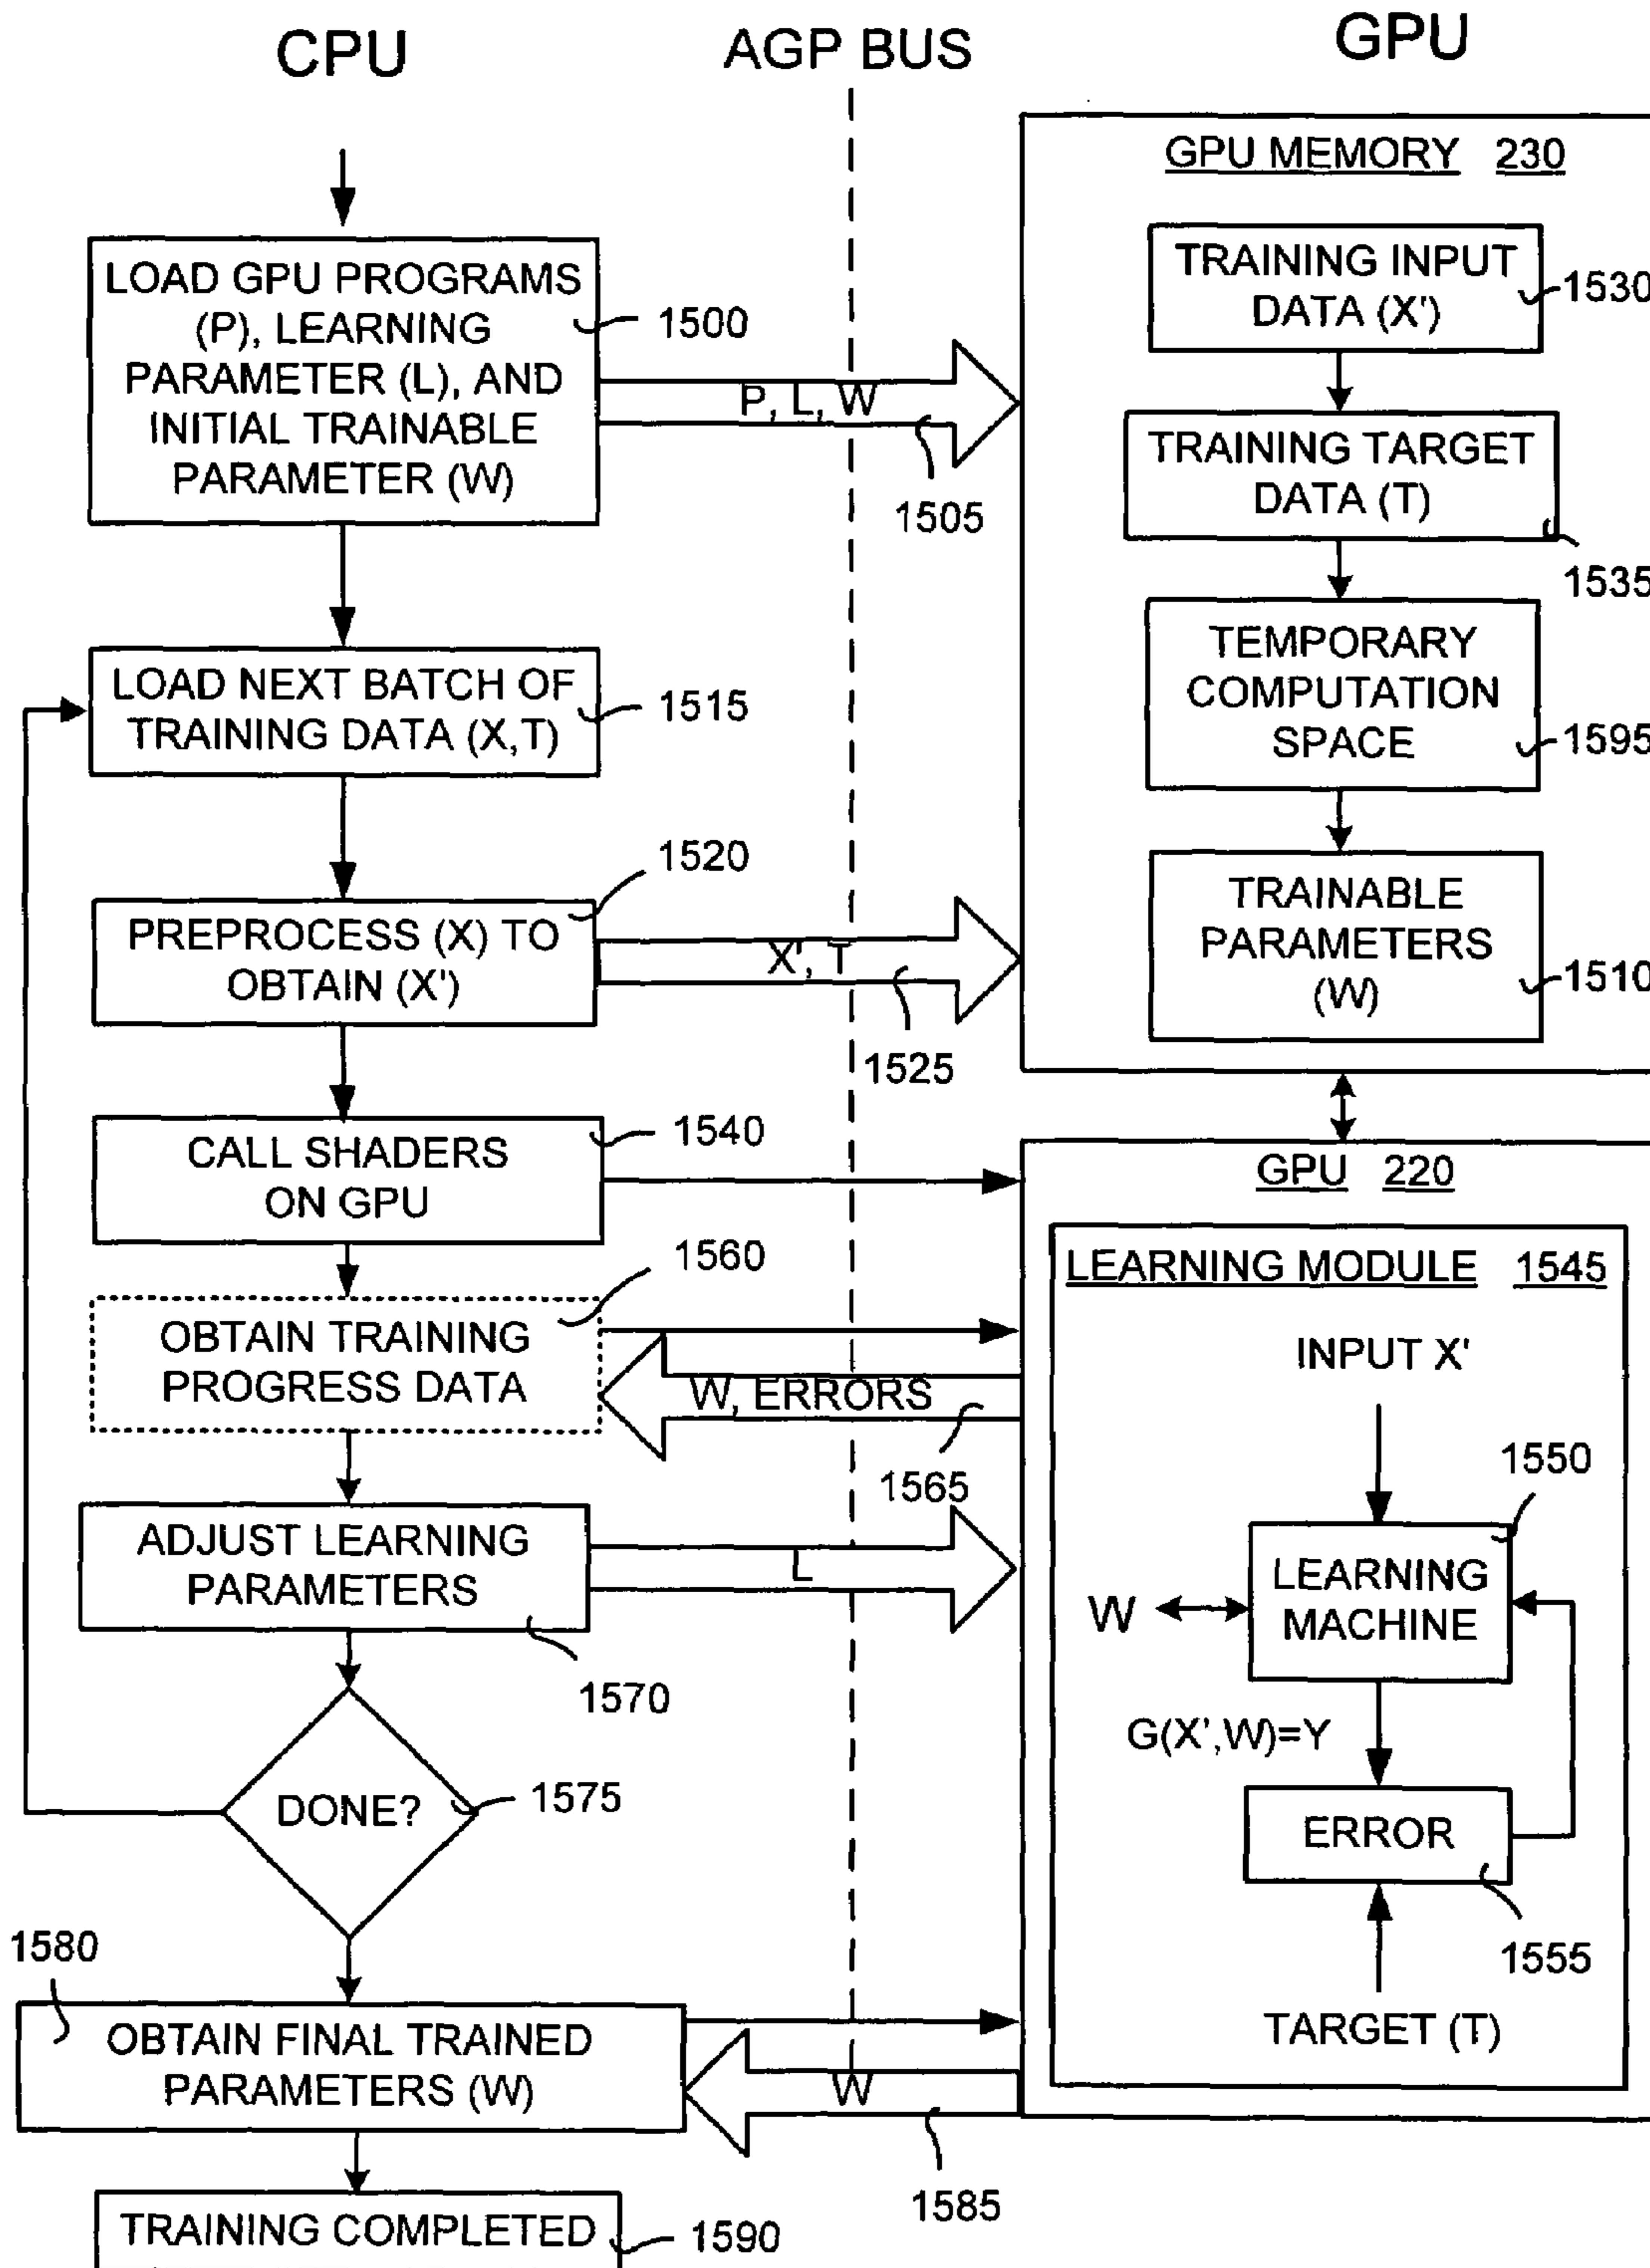 CPU
AGP BUS
GPU
LOAD GPU PROGRAMS
(P), LEARNING
PARAMETER (L), AND
INITIAL TRAINABLE
PARAMETER (W)
1500
P, L, W
1505
LOAD NEXT BATCH OF
TRAINING DATA (X,T)
1515
PREPROCESS (X) TO
OBTAIN (X')
1520
X', T
1525
CALL SHADERS
ON GPU
1540
OBTAIN TRAINING
PROGRESS DATA
1560
W, ERRORS
1565
ADJUST LEARNING
PARAMETERS
L
1570
DONE?
1575
1580
OBTAIN FINAL TRAINED
PARAMETERS (W)
W
1585
TRAINING COMPLETED
1590
GPU MEMORY 230
TRAINING INPUT
DATA (X')
1530
TRAINING TARGET
DATA (T)
1535
TEMPORARY
COMPUTATION
SPACE
1595
TRAINABLE
PARAMETERS
(W)
1510
GPU 220
LEARNING MODULE 1545
INPUT X'
1550
LEARNING
MACHINE
W
G(X',W)=Y
ERROR
1555
TARGET (T)